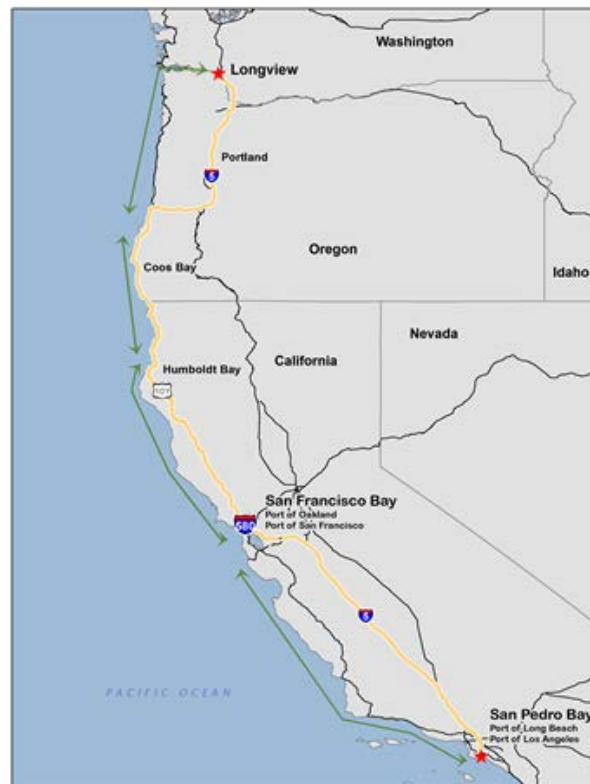 Washington
Longview
Portland
5
Oregon
Coos Bay
Idaho
Nevada
Humboldt Bay
California
101
San Francisco Bay
Port of Oakland
Port of San Francisco
580
5
PACIFIC OCEAN
San Pedro Bay
Port of Long Beach
Port of Los Angeles